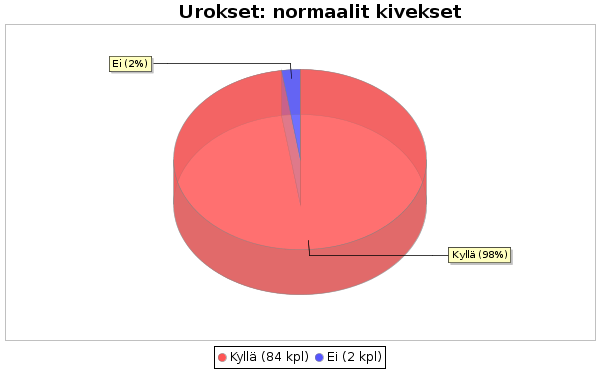 Urokset: normaalit kivekset
Ei (2%)
Kyllä (98%)
Kyllä (84 kpl) Ei (2 kpl)